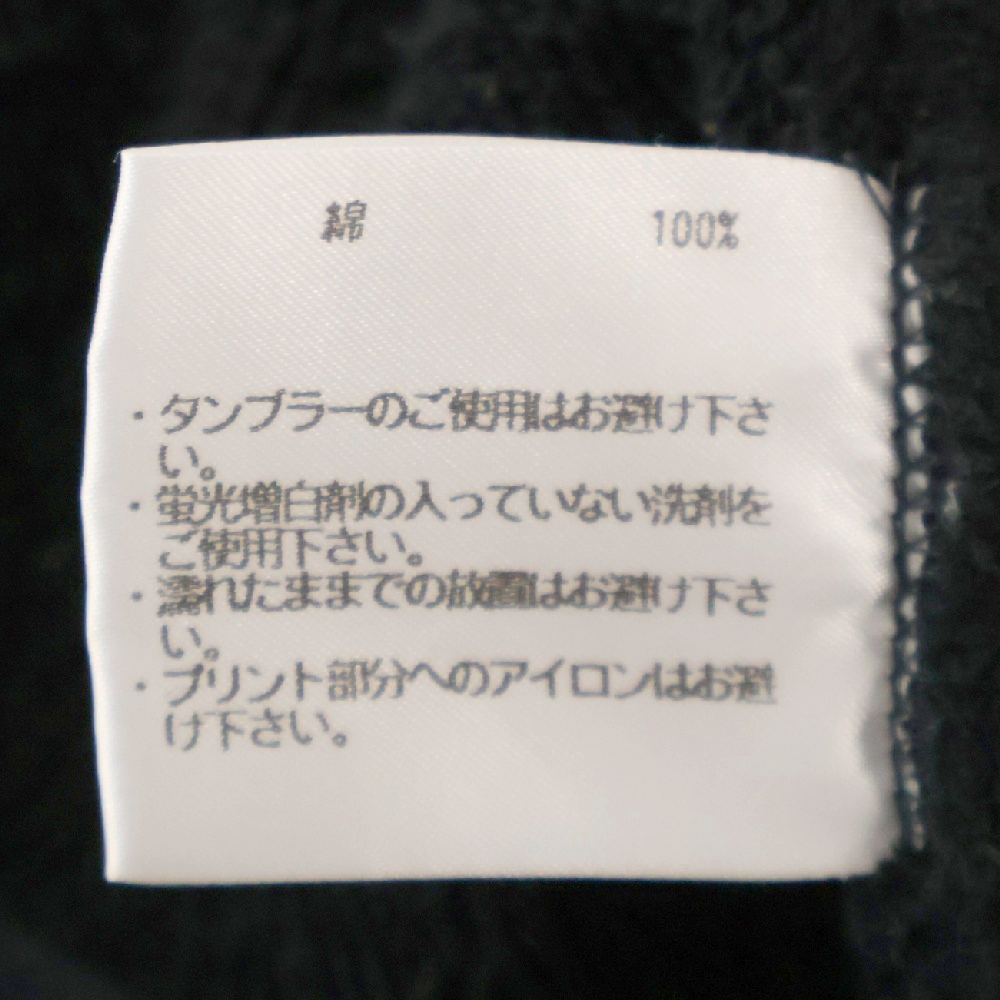 綿 100%
・タンブラーのご使用はお避け下さ
い。
・蛍光増白剤の入っていない洗剤を
ご使用下さい。
・濡れたままでの放置はお避け下さ
い。
・プリント部分へのアイロンはお避
け下さい。